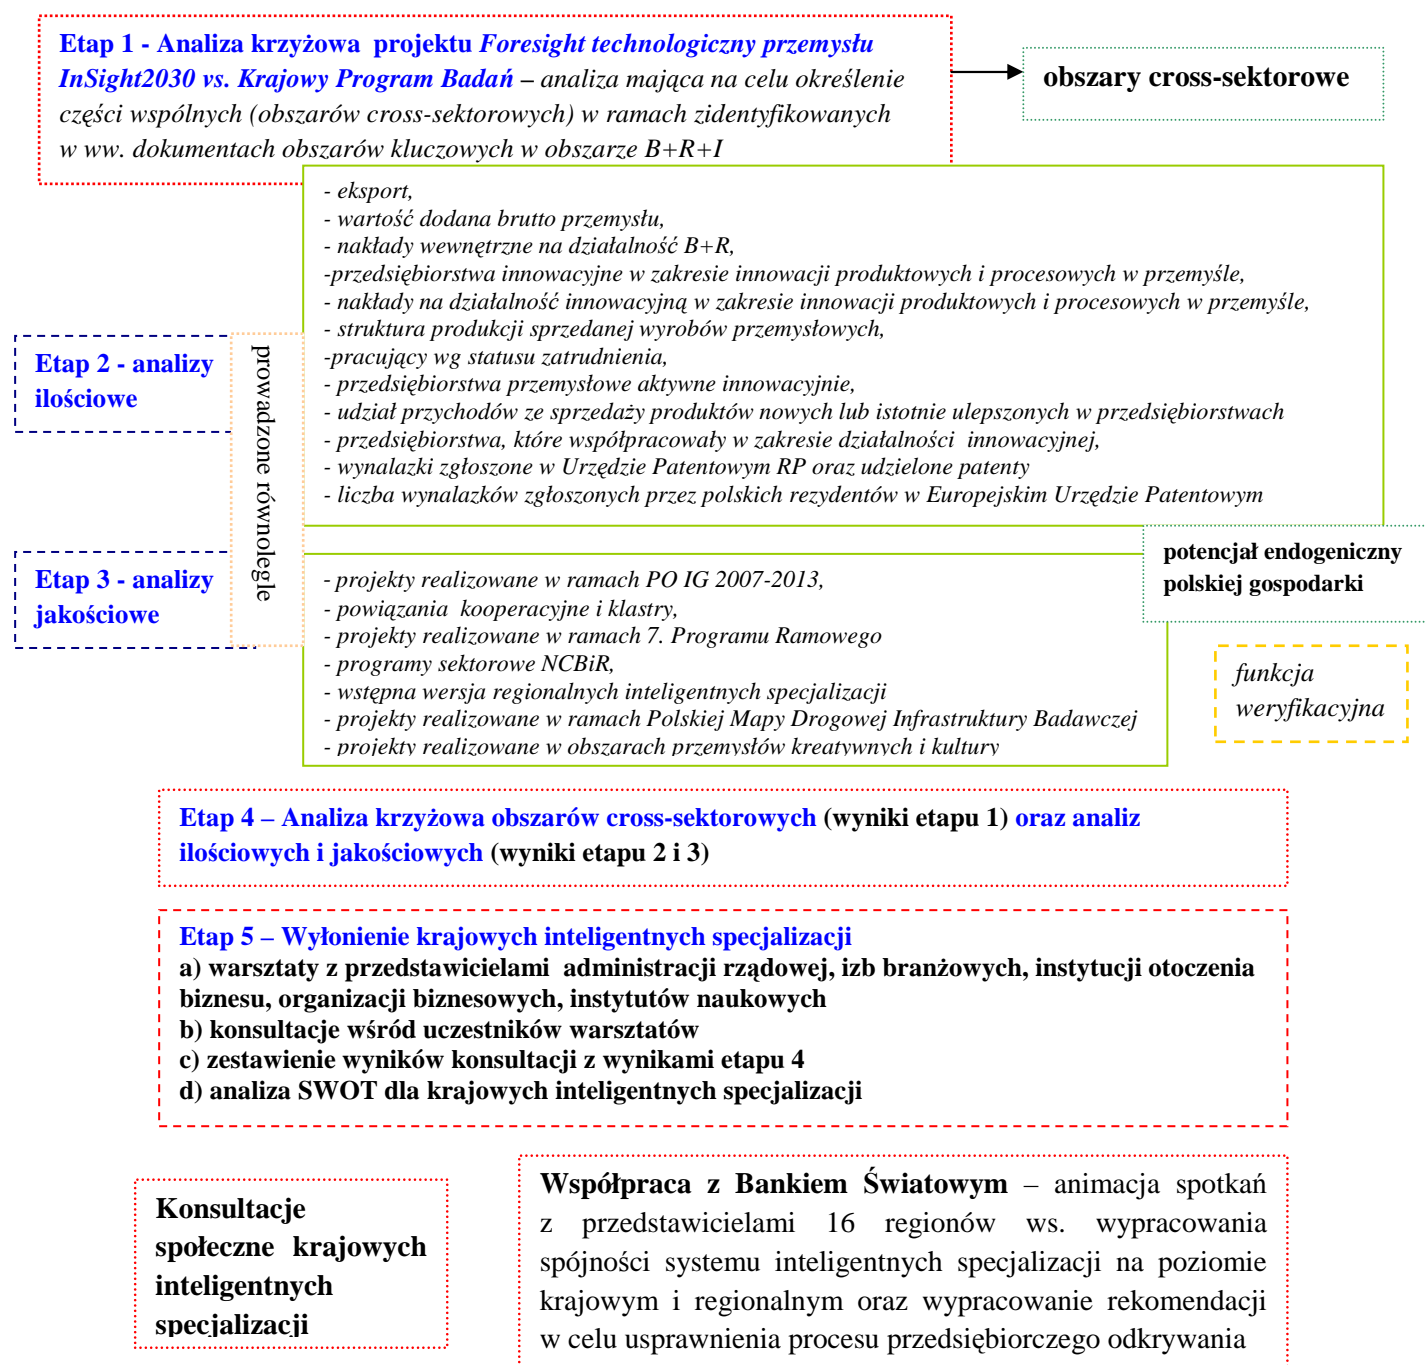 Etap 1 - Analiza krzyżowa  projektu Foresight technologiczny przemysłu
InSight2030 vs. Krajowy Program Badań – analiza mająca na celu określenie
części wspólnych (obszarów cross-sektorowych) w ramach zidentyfikowanych
w ww. dokumentach obszarów kluczowych w obszarze B+R+I
obszary cross-sektorowe
- eksport,
- wartość dodana brutto przemysłu,
- nakłady wewnętrzne na działalność B+R,
-przedsiębiorstwa innowacyjne w zakresie innowacji produktowych i procesowych w przemyśle,
- nakłady na działalność innowacyjną w zakresie innowacji produktowych i procesowych w przemyśle,
- struktura produkcji sprzedanej wyrobów przemysłowych,
-pracujący wg statusu zatrudnienia,
- przedsiębiorstwa przemysłowe aktywne innowacyjnie,
- udział przychodów ze sprzedaży produktów nowych lub istotnie ulepszonych w przedsiębiorstwach
- przedsiębiorstwa, które współpracowały w zakresie działalności  innowacyjnej,
- wynalazki zgłoszone w Urzędzie Patentowym RP oraz udzielone patenty
- liczba wynalazków zgłoszonych przez polskich rezydentów w Europejskim Urzędzie Patentowym
Etap 2 - analizy
ilościowe
prowadzone równolegle
Etap 3 - analizy
jakościowe
- projekty realizowane w ramach PO IG 2007-2013,
- powiązania  kooperacyjne i klastry,
- projekty realizowane w ramach 7. Programu Ramowego
- programy sektorowe NCBiR,
- wstępna wersja regionalnych inteligentnych specjalizacji
- projekty realizowane w ramach Polskiej Mapy Drogowej Infrastruktury Badawczej
- projekty realizowane w obszarach przemysłów kreatywnych i kultury
potencjał endogeniczny
polskiej gospodarki
funkcja
weryfikacyjna
Etap 4 – Analiza krzyżowa obszarów cross-sektorowych (wyniki etapu 1) oraz analiz
ilościowych i jakościowych (wyniki etapu 2 i 3)
Etap 5 – Wyłonienie krajowych inteligentnych specjalizacji
a) warsztaty z przedstawicielami  administracji rządowej, izb branżowych, instytucji otoczenia
biznesu, organizacji biznesowych, instytutów naukowych
b) konsultacje wśród uczestników warsztatów
c) zestawienie wyników konsultacji z wynikami etapu 4
d) analiza SWOT dla krajowych inteligentnych specjalizacji
Konsultacje
społeczne krajowych
inteligentnych
specjalizacji
Współpraca z Bankiem Światowym – animacja spotkań
z przedstawicielami 16 regionów ws. wypracowania
spójności systemu inteligentnych specjalizacji na poziomie
krajowym i regionalnym oraz wypracowanie rekomendacji
w celu usprawnienia procesu przedsiębiorczego odkrywania